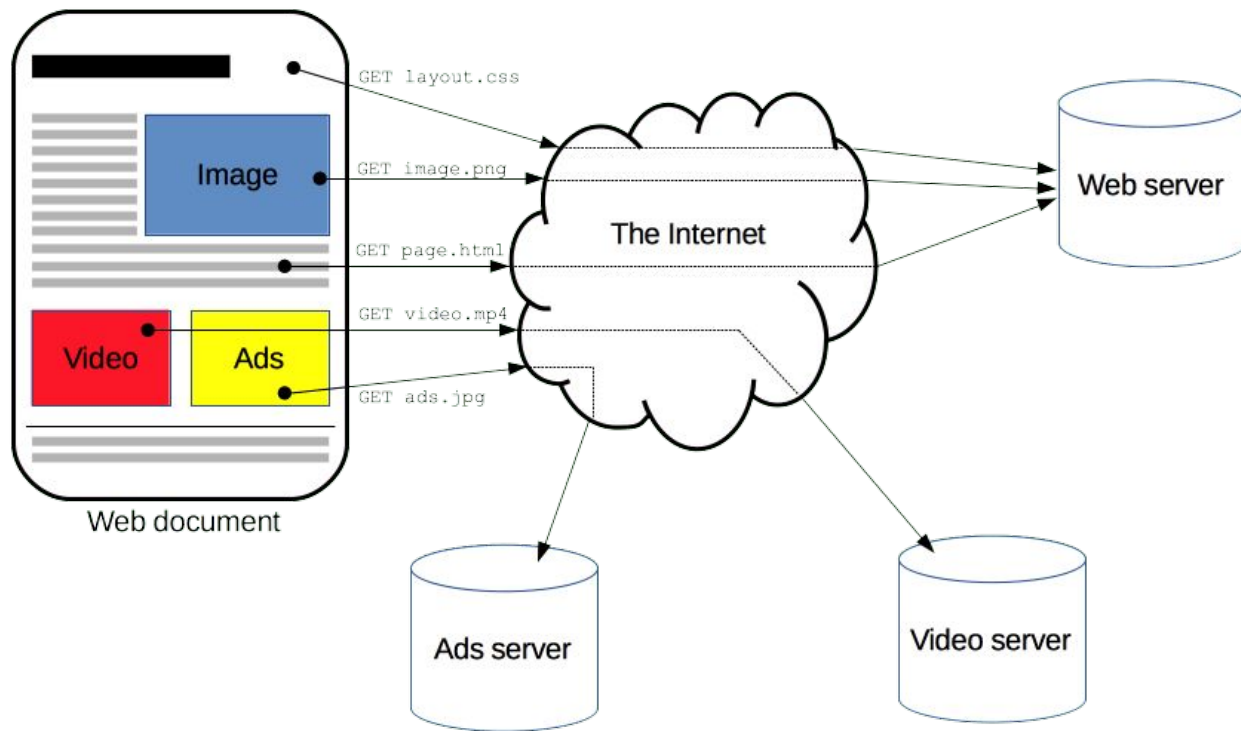 GET layout.css
Image
GET image.png
Web server
The Internet
GET page.html
GET video.mp4
Video
Ads
GET ads.jpg
Web document
Ads server
Video server